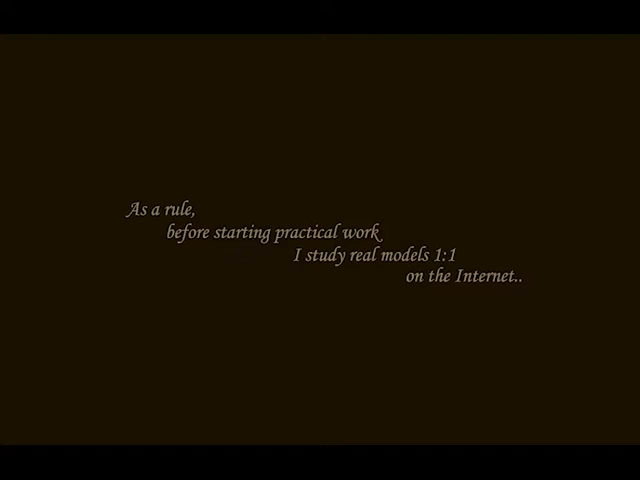 As a rule,
before starting practical work
I study real models 1:1
on the Internet..